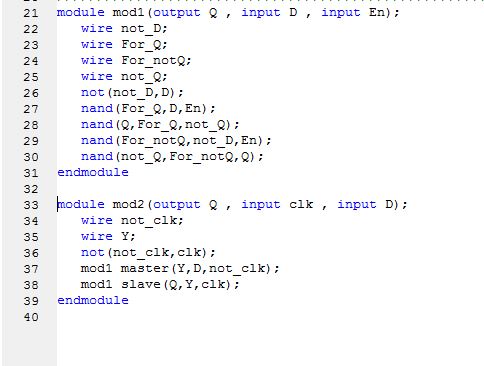 21 module mod1(output Q , input D , input En);
22 wire not_D;
23 wire For_Q;
24 wire For_notQ;
25 wire not_Q;
26 not(not_D,D);
27 nand(For_Q,D,En);
28 nand(Q,For_Q,not_Q);
29 nand(For_notQ,not_D,En);
30 nand(not_Q,For_notQ,Q);
31 endmodule
32
33 module mod2(output Q , input clk , input D);
34 wire not_clk;
35 wire Y;
36 not(not_clk,clk);
37 mod1 master(Y,D,not_clk);
38 mod1 slave(Q,Y,clk);
39 endmodule
40